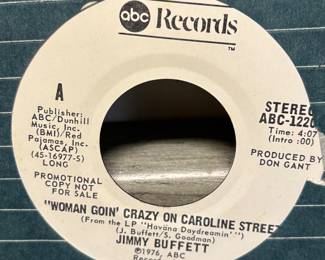 abc Records
TM
A
STEREO
Publisher:
ABC/Dunhill
Music, Inc.
(BMI)/Red
Pajamas, Inc.
(ASCAP)
(45-16977-S)
LONG
ABC-1220
Time: 4:07
(Intro :00)
PRODUCED BY
DON GANT
PROMOTIONAL
COPY NOT
FOR SALE
"WOMAN GOIN' CRAZY ON CAROLINE STREET
(From the LP "Havaña Daydreamin'")
(J. Buffett/S. Goodman)
JIMMY BUFFETT
℗1976, ABC